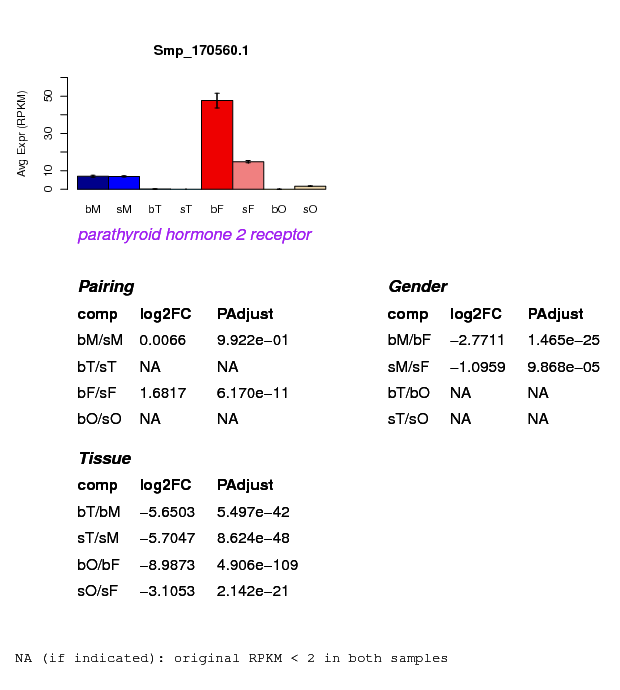 Smp_170560.1
Avg Expr (RPKM)
0 10 30 50
bM sM bT sT bF sF bO sO
parathyroid hormone 2 receptor
Pairing
comp log2FC PAdjust
bM/sM 0.0066 9.922e−01
bT/sT NA NA
bF/sF 1.6817 6.170e−11
bO/sO NA NA
Gender
comp log2FC PAdjust
bM/bF −2.7711 1.465e−25
sM/sF −1.0959 9.868e−05
bT/bO NA NA
sT/sO NA NA
Tissue
comp log2FC PAdjust
bT/bM −5.6503 5.497e−42
sT/sM −5.7047 8.624e−48
bO/bF −8.9873 4.906e−109
sO/sF −3.1053 2.142e−21
NA (if indicated): original RPKM < 2 in both samples